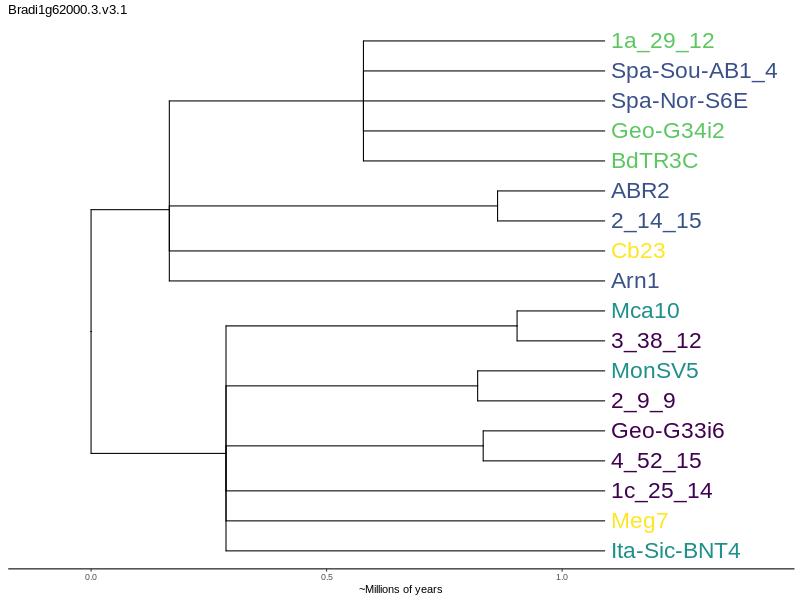 Bradi1g62000.3.v3.1
1a_29_12
Spa-Sou-AB1_4
Spa-Nor-S6E
Geo-G34i2
BdTR3C
ABR2
2_14_15
Cb23
Arn1
Mca10
3_38_12
MonSV5
2_9_9
Geo-G33i6
4_52_15
1c_25_14
Meg7
Ita-Sic-BNT4
0.0 0.5 1.0
~Millions of years